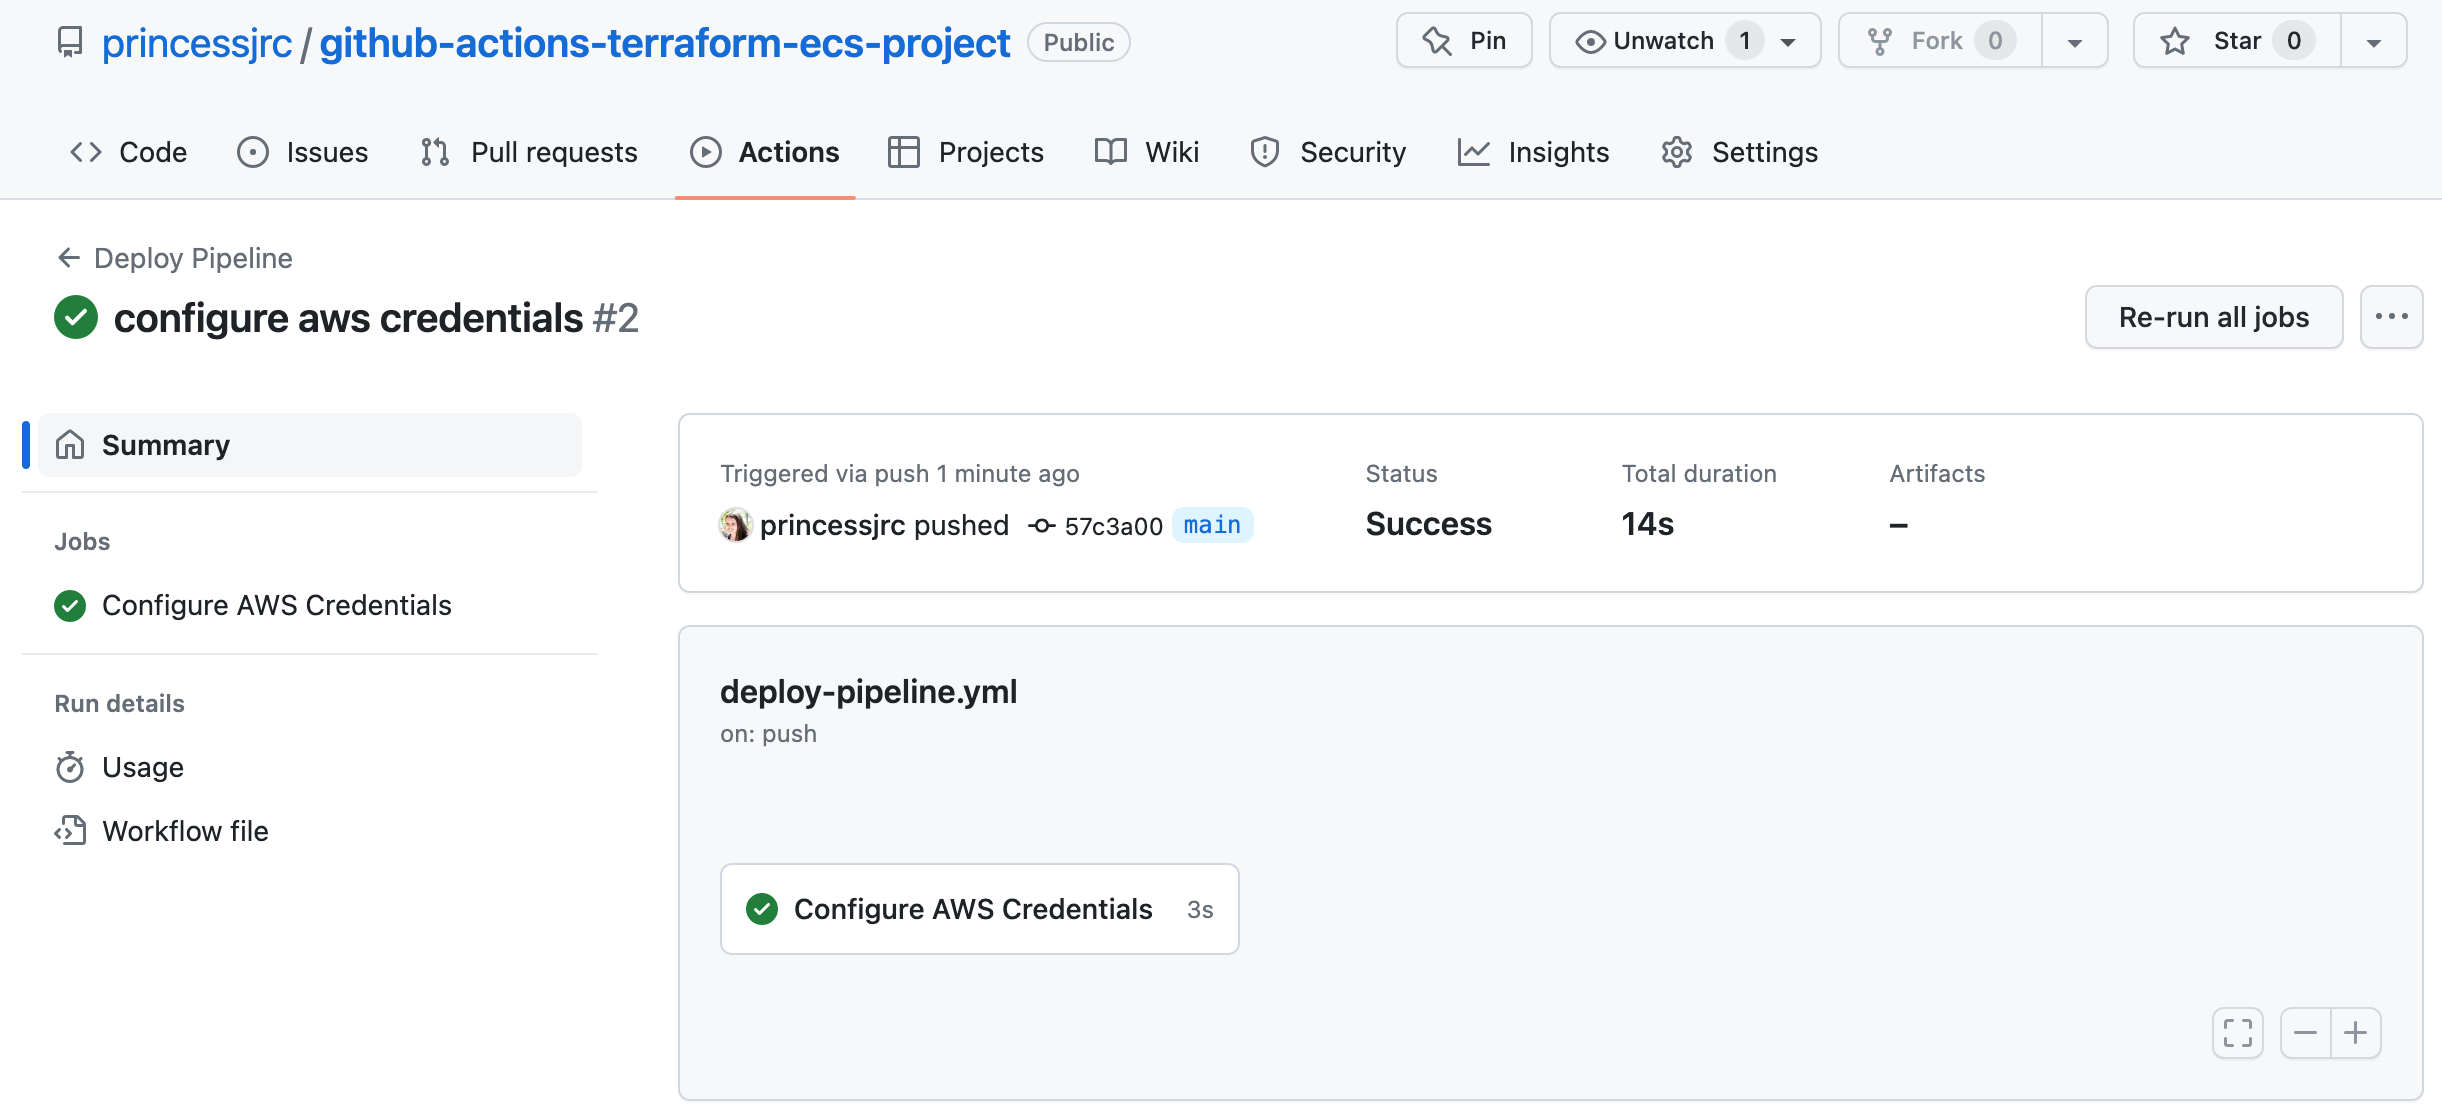 princessjrc / github-actions-terraform-ecs-project Public Pin Unwatch 1 Fork 0 Star 0
Code Issues Pull requests Actions Projects Wiki Security Insights Settings
Deploy Pipeline
configure aws credentials #2
Re-run all jobs
Summary
Jobs
Configure AWS Credentials
Run details
Usage
Workflow file
Triggered via push 1 minute ago Status Total duration Artifacts
princessjrc pushed 57c3a00 main Success 14s –
deploy-pipeline.yml
on: push
Configure AWS Credentials 3s